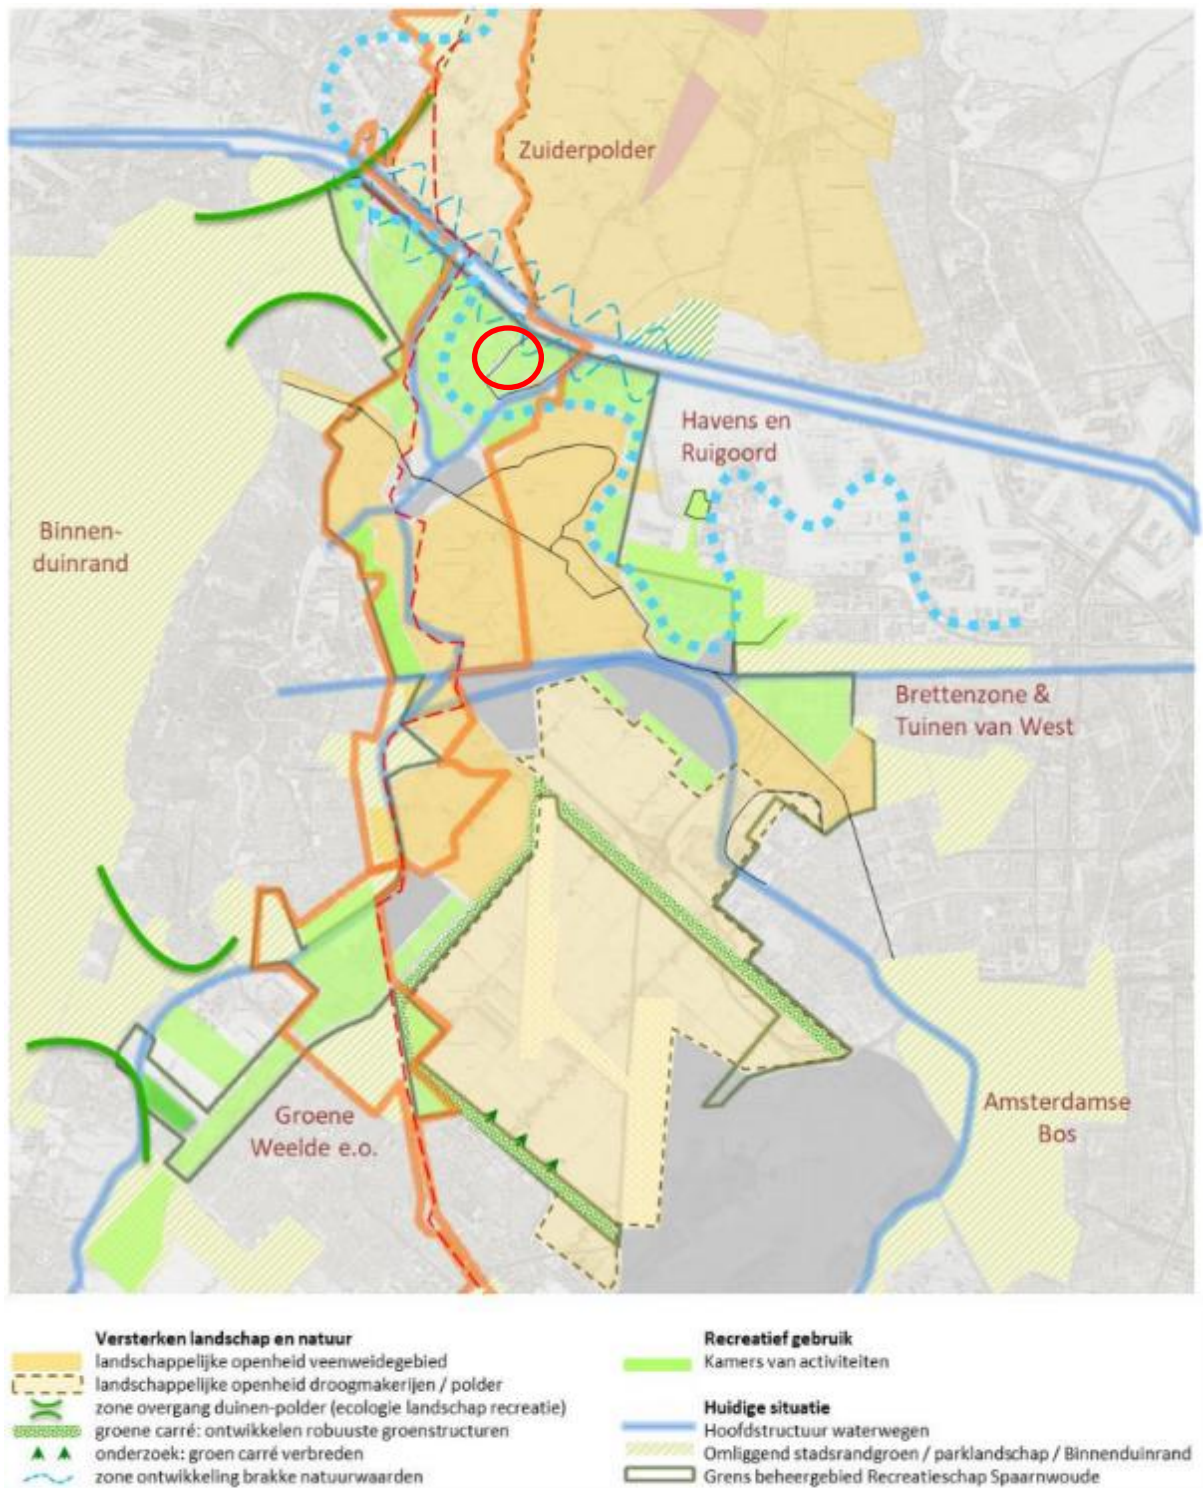 Zuiderpolder
Havens en
Ruigoord
Binnen-
duinrand
Brettenzone &
Tuinen van West
Amsterdamse
Bos
Groene
Weelde e.o.
Versterken landschap en natuur
landschappelijke openheid veenweidegebied
landschappelijke openheid droogmakerijen / polder
zone overgang duinen-polder (ecologie landschap recreatie)
groene carré: ontwikkelen robuuste groenstructuren
onderzoek: groen carré verbreden
zone ontwikkeling brakke natuurwaarden
Recreatief gebruik
Kamers van activiteiten
Huidige situatie
Hoofdstructuur waterwegen
Omliggend stadsrandgroen / parklandschap / Binnenduinrand
Grens beheergebied Recreatieschap Spaarnwoude